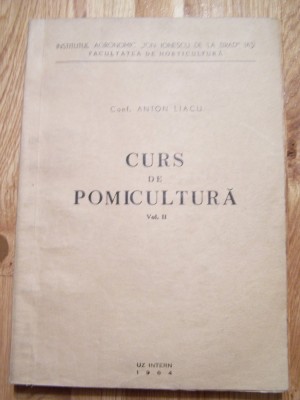 INSTITUTUL AGRONOMIC „ION IONESCU DE LA BRAD” IAȘI
FACULTATEA DE HORTICULTURĂ
Conf. ANTON LIACU
CURS
DE
POMICULTURĂ
Vol. II
UZ INTERN